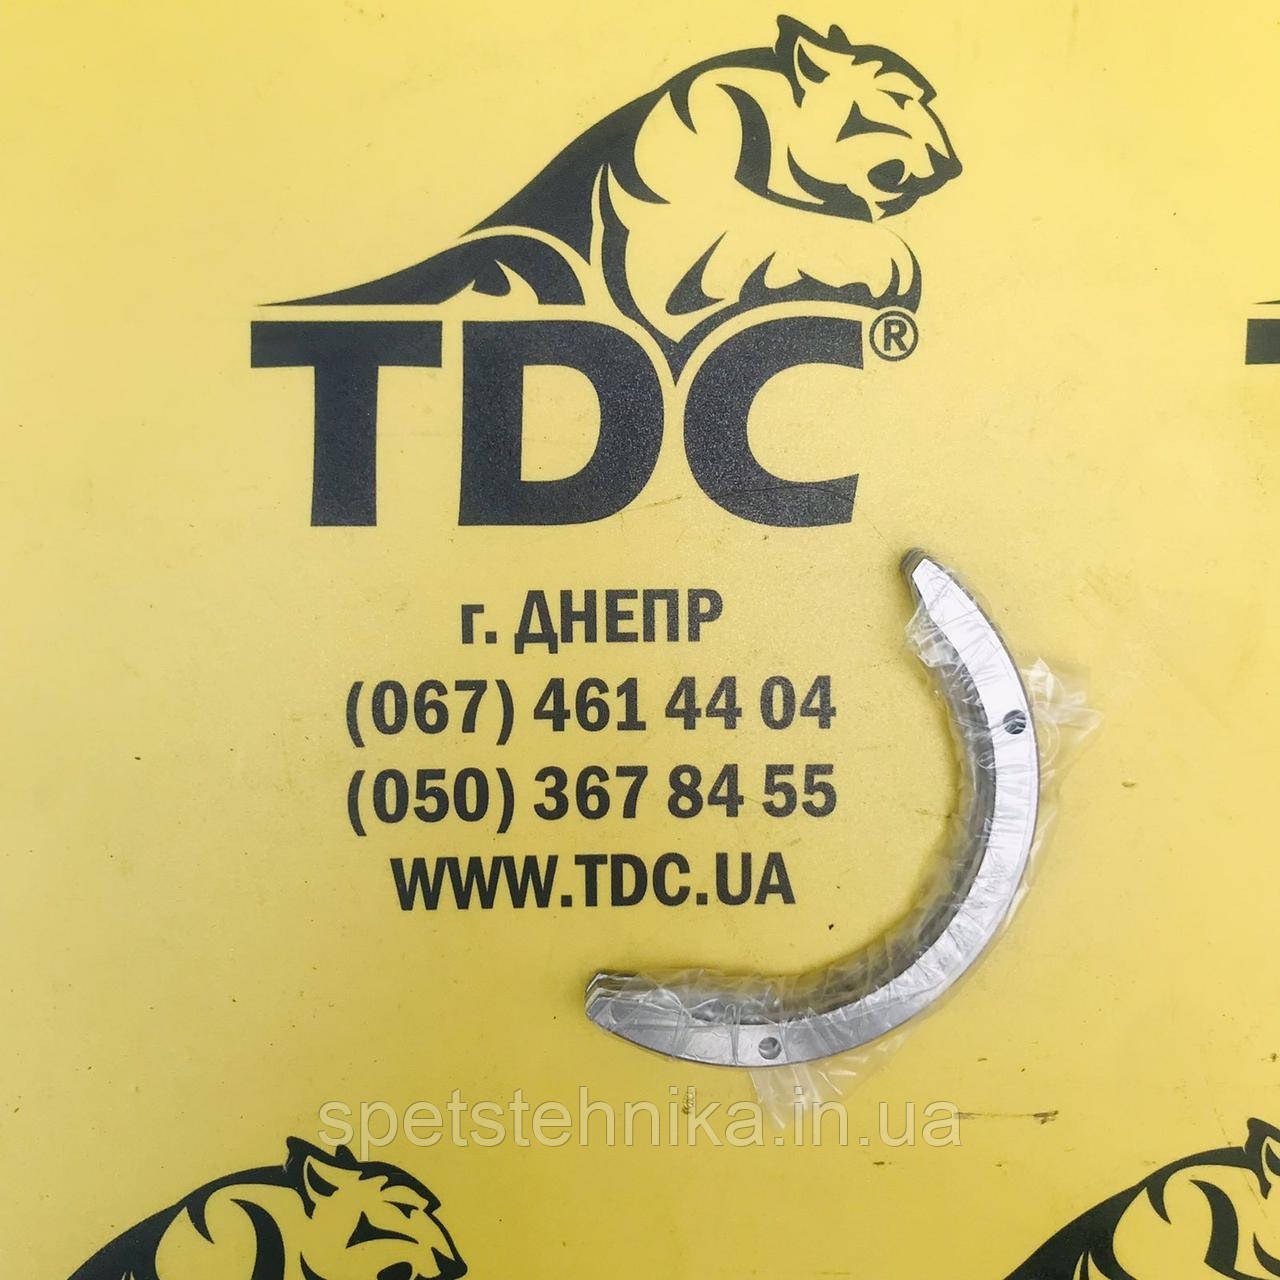 TDC®
г. ДНЕПР
(067) 461 44 04
(050) 367 84 55
WWW.TDC.UA
spetstehnika.in.ua